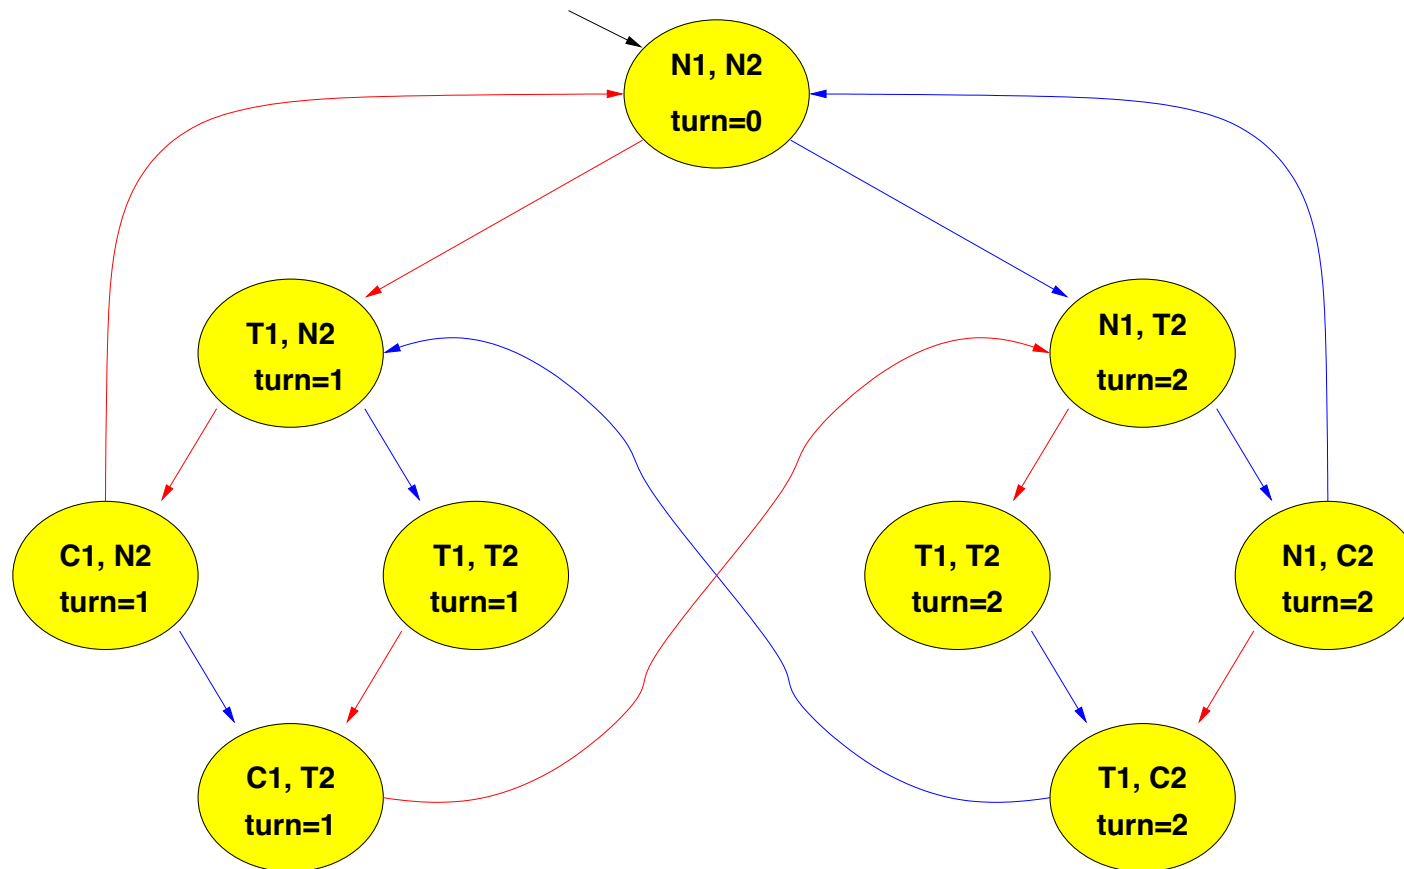 N1, N2
turn=0
T1, N2
turn=1
N1, T2
turn=2
C1, N2
turn=1
T1, T2
turn=1
T1, T2
turn=2
N1, C2
turn=2
C1, T2
turn=1
T1, C2
turn=2